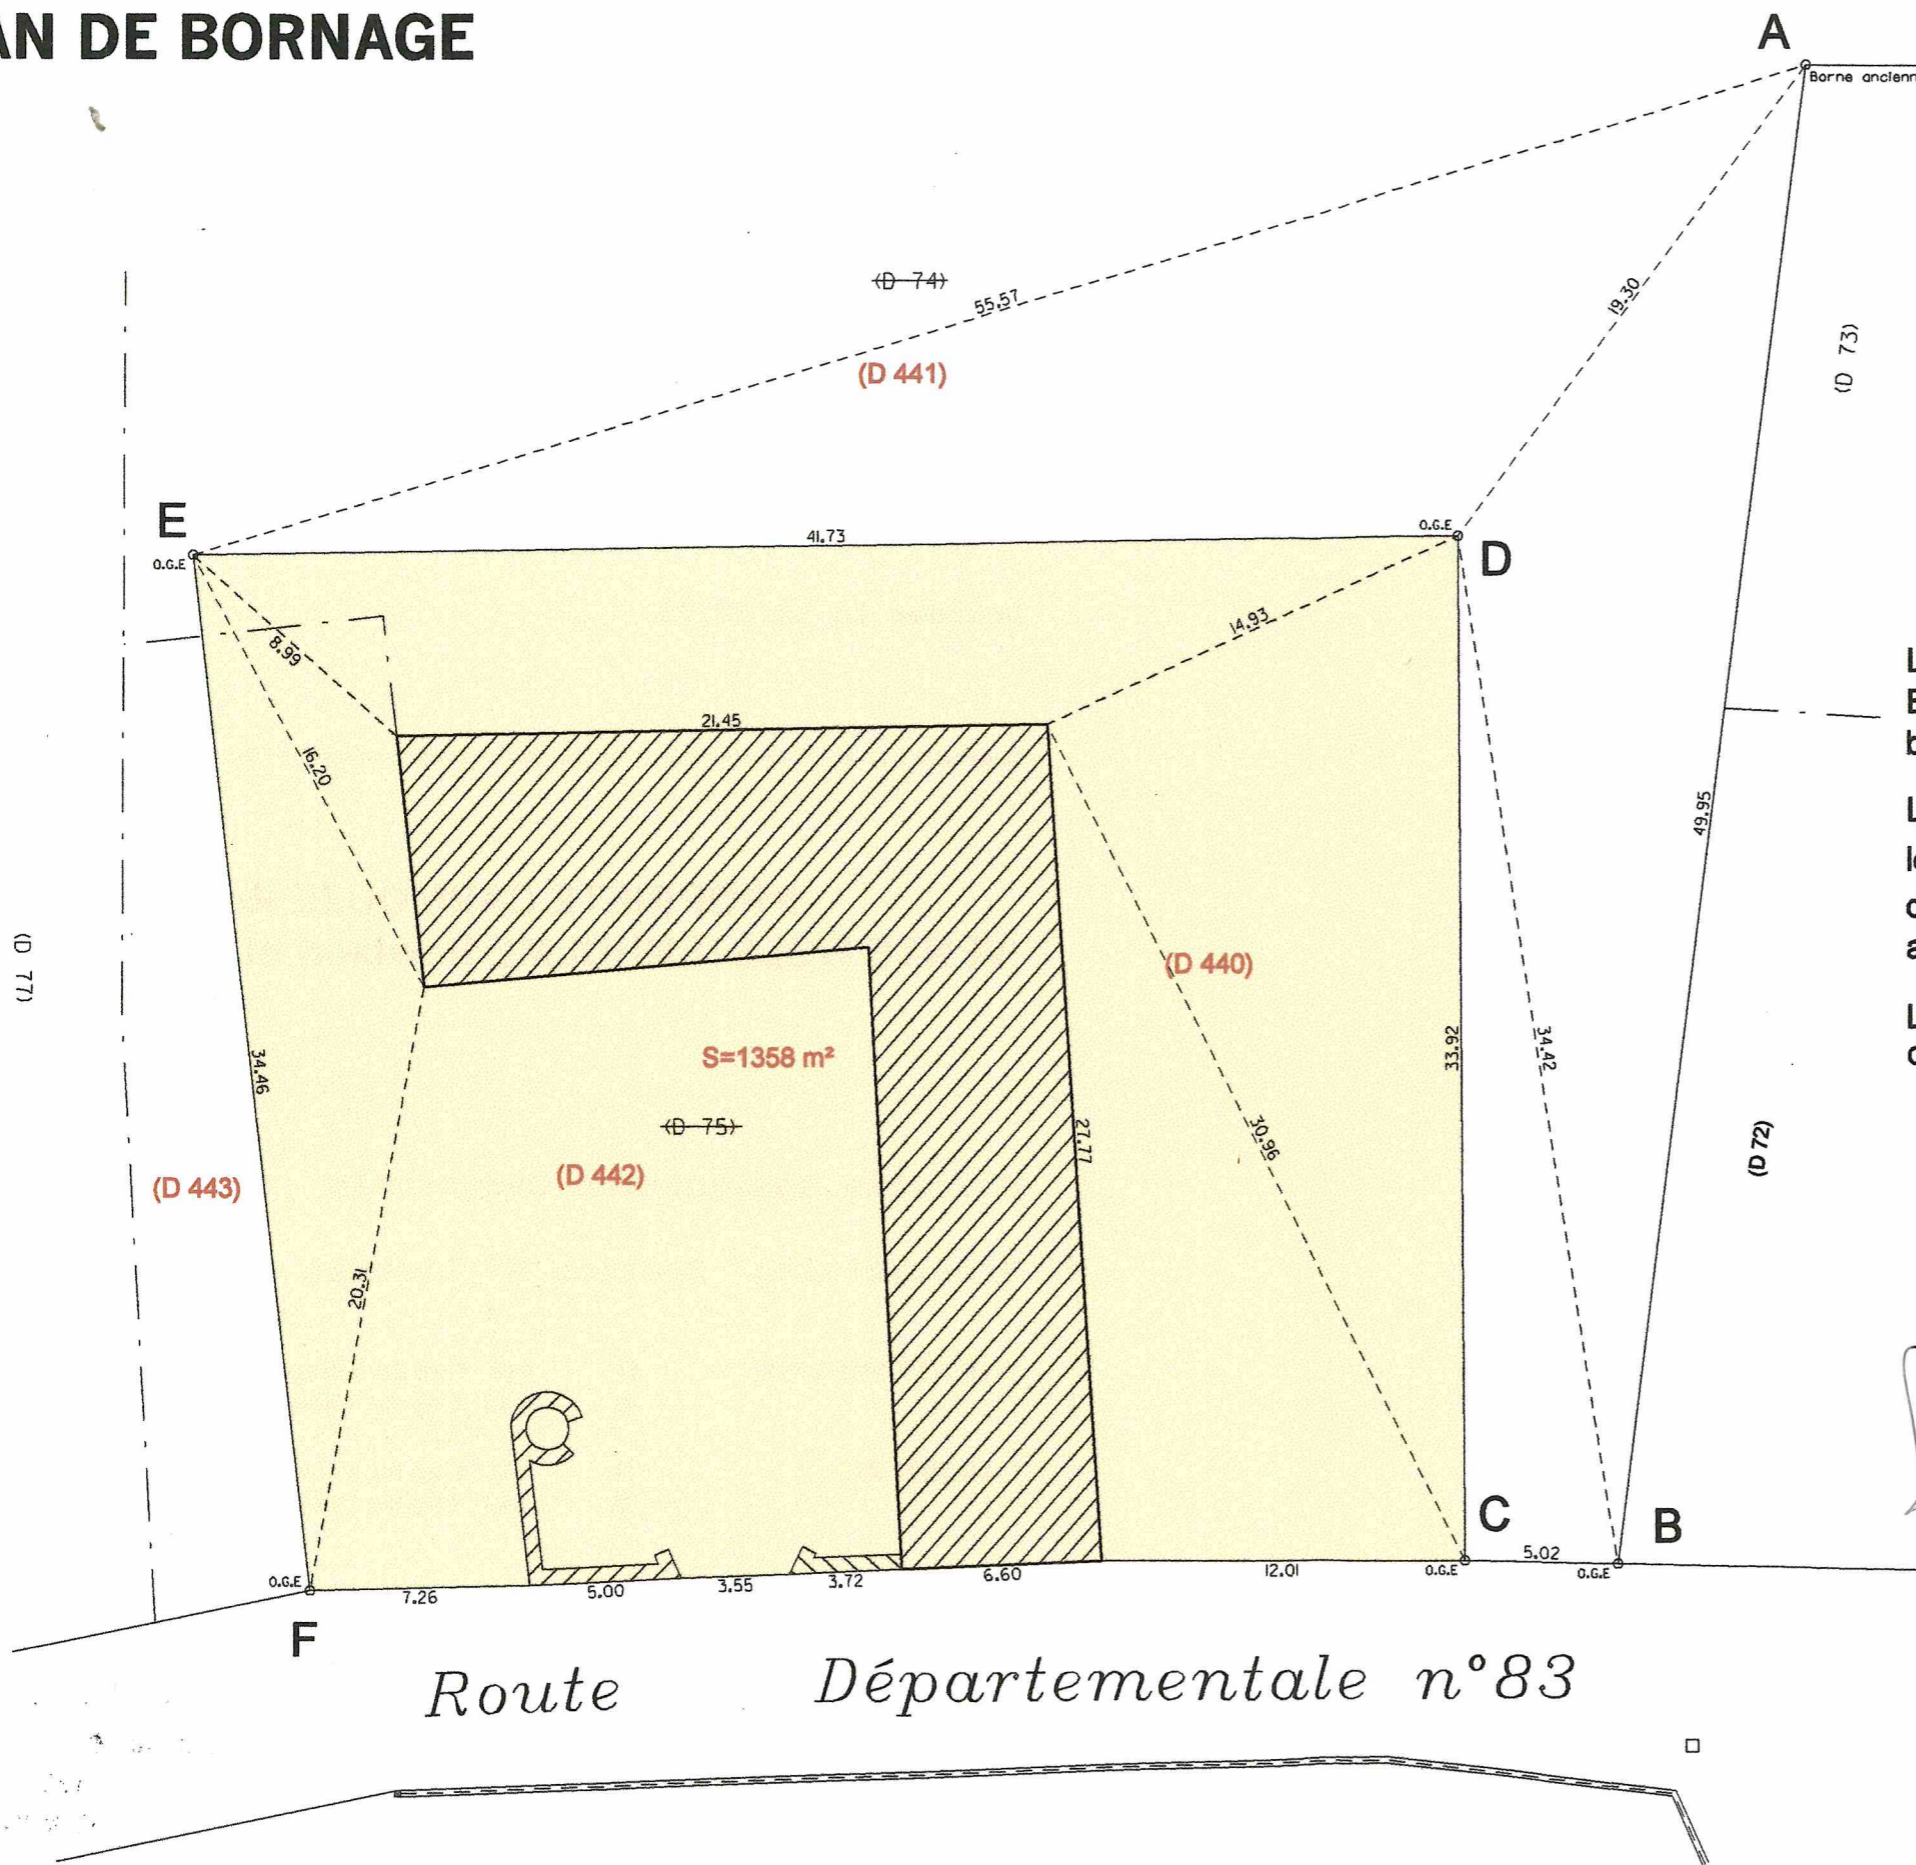 AN DE BORNAGE
A
Borne ancienn
(D 74)
55.57
19.30
(D 441)
(D 73)
E
O.G.E
41.73
O.G.E
D
8.99
14.93
21.45
16.20
49.95
(D 77)
(D 440)
S=1358 m²
34.46
33.92
34.42
(D 75)
27.77
30.96
(D 72)
(D 442)
(D 443)
20.31
C
B
5.02
O.G.E
7.26
5.00
3.55
3.72
6.60
12.01
O.G.E
O.G.E
F
Route Départementale n°83